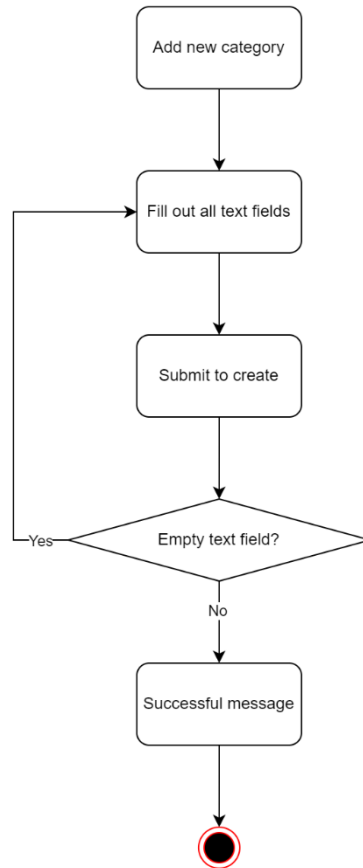 Add new category
Fill out all text fields
Submit to create
Empty text field?
Yes
No
Successful message